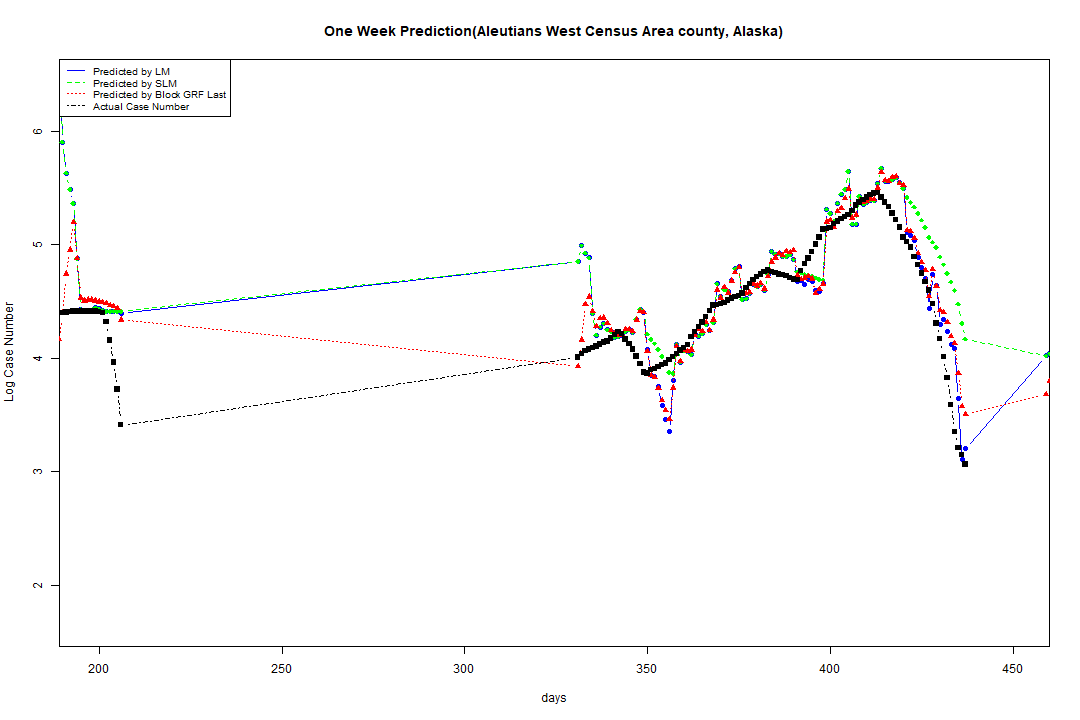 One Week Prediction(Aleutians West Census Area county, Alaska)
Predicted by LM
Predicted by SLM
Predicted by Block GRF Last
Actual Case Number
Log Case Number
6
5
4
3
2
200 250 300 350 400 450
days